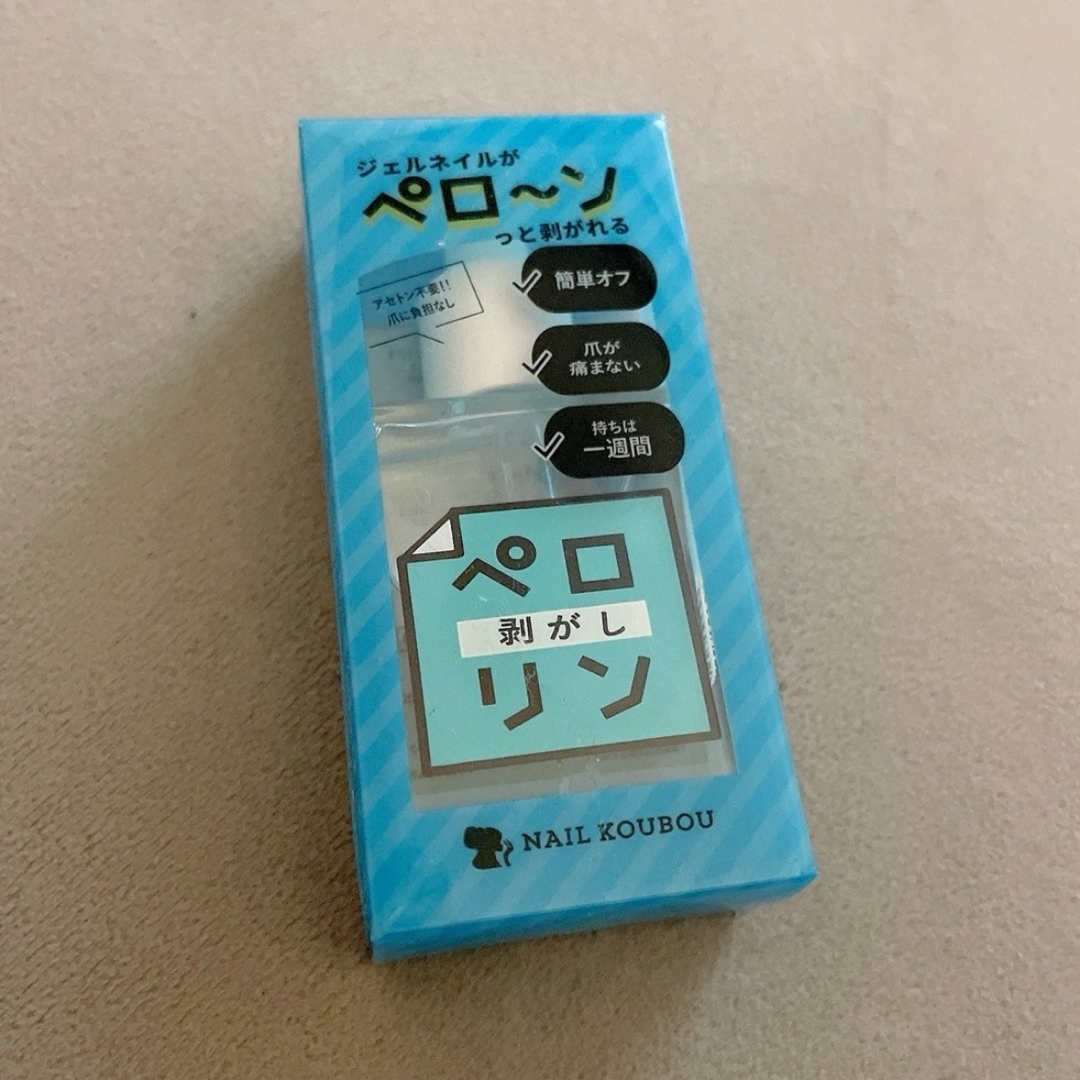 ジェルネイルが
ペロ〜ン
っと剥がれる
アセトン不要!!
爪に負担なし
簡単オフ
爪が
痛まない
持ちは
一週間
ペロ
剥がし
リン
NAIL KOUBOU